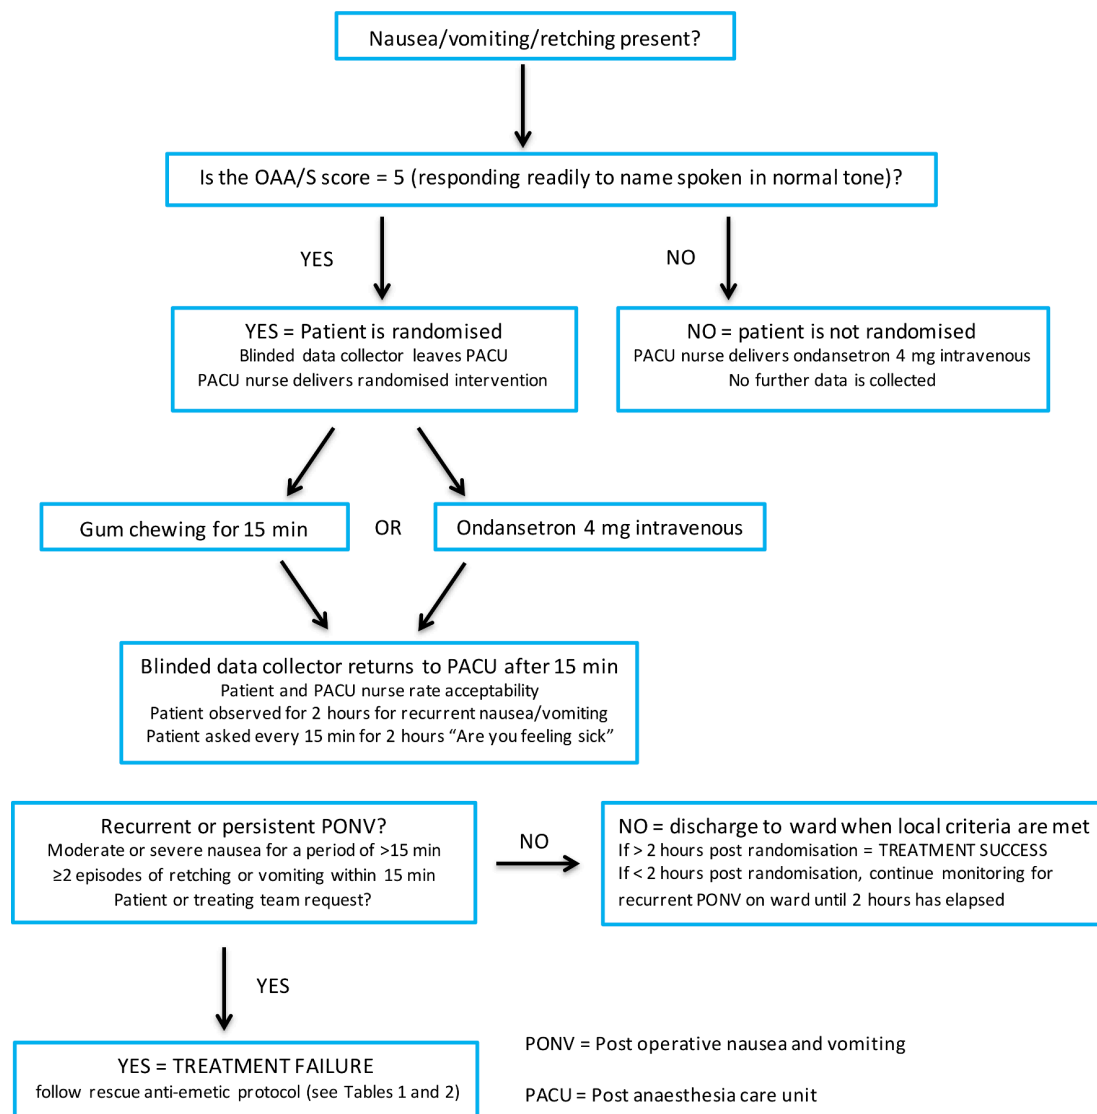 Nausea/vomiting/retching present?
Is the OAA/S score = 5 (responding readily to name spoken in normal tone)?
YES
NO
YES = Patient is randomised
Blinded data collector leaves PACU
PACU nurse delivers randomised intervention
NO = patient is not randomised
PACU nurse delivers ondansetron 4 mg intravenous
No further data is collected
Gum chewing for 15 min
OR
Ondansetron 4 mg intravenous
Blinded data collector returns to PACU after 15 min
Patient and PACU nurse rate acceptability
Patient observed for 2 hours for recurrent nausea/vomiting
Patient asked every 15 min for 2 hours “Are you feeling sick”
Recurrent or persistent PONV?
Moderate or severe nausea for a period of >15 min
≥2 episodes of retching or vomiting within 15 min
Patient or treating team request?
NO
NO = discharge to ward when local criteria are met
If > 2 hours post randomisation = TREATMENT SUCCESS
If < 2 hours post randomisation, continue monitoring for
recurrent PONV on ward until 2 hours has elapsed
YES
YES = TREATMENT FAILURE
follow rescue anti-emetic protocol (see Tables 1 and 2)
PONV = Post operative nausea and vomiting
PACU = Post anaesthesia care unit